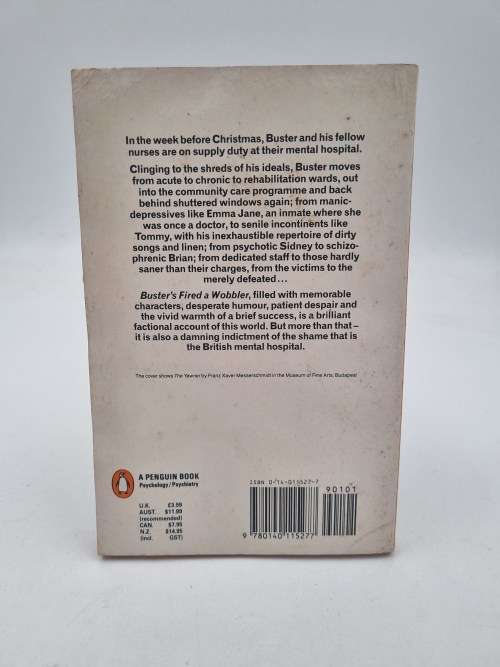 In the week before Christmas, Buster and his fellow
nurses are on supply duty at their mental hospital.
Clinging to the shreds of his ideals, Buster moves
from acute to chronic to rehabilitation wards, out
into the community care programme and back
behind shuttered windows again; from manic-
depressives like Emma Jane, an inmate where she
was once a doctor, to senile incontinents like
Tommy, with his inexhaustible repertoire of dirty
songs and linen; from psychotic Sidney to schizo-
phrenic Brian; from dedicated staff to those hardly
saner than their charges, from the victims to the
merely defeated...
Buster's Fired a Wobbler, filled with memorable
characters, desperate humour, patient despair and
the vivid warmth of a brief success, is a brilliant
factional account of this world. But more than that –
it is also a damning indictment of the shame that is
the British mental hospital.
The cover shows The Yawner by Franz Xaver Messerschmidt in the Museum of Fine Arts, Budapest
A PENGUIN BOOK
Psychology/Psychiatry
U.K. £3.99
AUST. $11.99
(recommended)
CAN. $7.95
N.Z. $14.95
(incl. GST)
ISBN 0-14-011527-7
90101
9 780140 115277